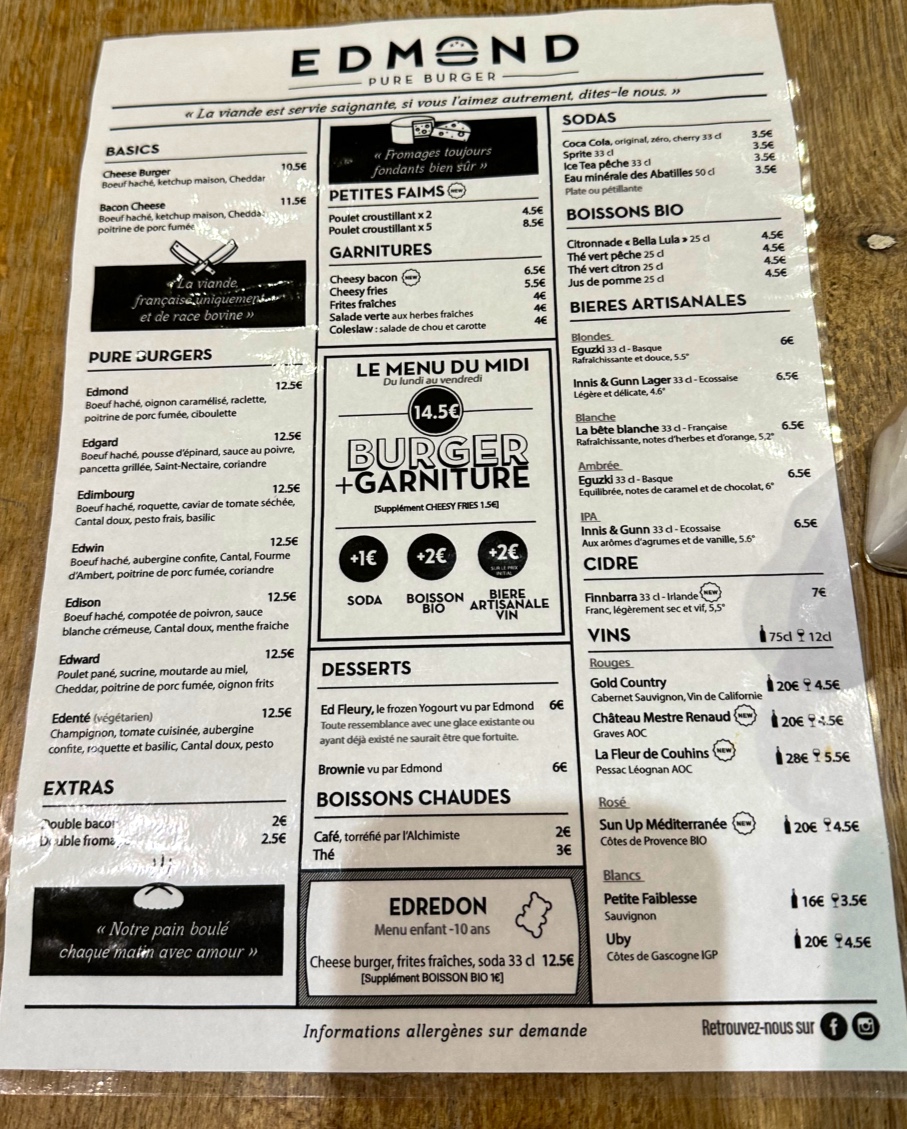 EDMOND
PURE BURGER
« La viande est servie saignante, si vous l'aimez autrement, dites-le nous. »
BASICS
Cheese Burger 10.5€
Boeuf haché, ketchup maison, Cheddar
Bacon Cheese 11.5€
Boeuf haché, ketchup maison, Cheddar
poitrine de porc fumée
« La viande
française uniquement
et de race bovine »
PURE BURGERS
Edmond 12.5€
Boeuf haché, oignon caramélisé, raclette,
poitrine de porc fumée, ciboulette
Edgard 12.5€
Boeuf haché, pousse d'épinard, sauce au poivre,
pancetta grillée, Saint-Nectaire, coriandre
Edimbourg 12.5€
Boeuf haché, roquette, caviar de tomate séchée,
Cantal doux, pesto frais, basilic
Edwin 12.5€
Boeuf haché, aubergine confite, Cantal, Fourme
d'Ambert, poitrine de porc fumée, coriandre
Edison 12.5€
Boeuf haché, compotée de poivron, sauce
blanche crémeuse, Cantal doux, menthe fraiche
Edward 12.5€
Poulet pané, sucrine, moutarde au miel,
Cheddar, poitrine de porc fumée, oignon frits
Edenté (végétarien) 12.5€
Champignon, tomate cuisinée, aubergine
confite, roquette et basilic, Cantal doux, pesto
EXTRAS
Double bacon 2€
Double fromage 2.5€
« Notre pain boulé
chaque matin avec amour »
« Fromages toujours
fondants bien sûr »
PETITES FAIMS NEW
Poulet croustillant x 2 4.5€
Poulet croustillant x 5 8.5€
GARNITURES
Cheesy bacon NEW 6.5€
Cheesy fries 5.5€
Frites fraîches 4€
Salade verte aux herbes fraîches 4€
Coleslaw : salade de chou et carotte 4€
LE MENU DU MIDI
Du lundi au vendredi
14.5€
BURGER
+GARNITURE
[Supplément CHEESY FRIES 1.5€]
+1€ +2€ +2€
SUR LE PRIX
INITIAL
SODA BOISSON BIO BIERE ARTISANALE VIN
DESSERTS
Ed Fleury, le frozen Yogourt vu par Edmond 6€
Toute ressemblance avec une glace existante ou
ayant déjà existé ne saurait être que fortuite.
Brownie vu par Edmond 6€
BOISSONS CHAUDES
Café, torréfié par l'Alchimiste 2€
Thé 3€
EDREDON
Menu enfant -10 ans
Cheese burger, frites fraîches, soda 33 cl 12.5€
[Supplément BOISSON BIO 1€]
SODAS
Coca Cola, original, zéro, cherry 33 cl 3.5€
Sprite 33 cl 3.5€
Ice Tea pêche 33 cl 3.5€
Eau minérale des Abatilles 50 cl 3.5€
Plate ou pétillante
BOISSONS BIO
Citronnade « Bella Lula » 25 cl 4.5€
Thé vert pêche 25 cl 4.5€
Thé vert citron 25 cl 4.5€
Jus de pomme 25 cl 4.5€
BIERES ARTISANALES
Blondes
Eguzki 33 cl - Basque 6€
Rafraîchissante et douce, 5.5°
Innis & Gunn Lager 33 cl - Ecossaise 6.5€
Légère et délicate, 4.6°
Blanche
La bête blanche 33 cl - Française 6.5€
Rafraîchissante, notes d'herbes et d'orange, 5,2°
Ambrée
Eguzki 33 cl - Basque 6.5€
Equilibrée, notes de caramel et de chocolat, 6°
IPA
Innis & Gunn 33 cl - Ecossaise 6.5€
Aux arômes d'agrumes et de vanille, 5.6°
CIDRE
Finnbarra 33 cl - Irlande NEW 7€
Franc, légèrement sec et vif, 5,5°
VINS 75cl 12cl
Rouges
Gold Country 20€ 4.5€
Cabernet Sauvignon, Vin de Californie
Château Mestre Renaud NEW 20€ 4.5€
Graves AOC
La Fleur de Couhins NEW 28€ 5.5€
Pessac Léognan AOC
Rosé
Sun Up Méditerranée NEW 20€ 4.5€
Côtes de Provence BIO
Blancs
Petite Faiblesse 16€ 3.5€
Sauvignon
Uby 20€ 4.5€
Côtes de Gascogne IGP
Informations allergènes sur demande
Retrouvez-nous sur